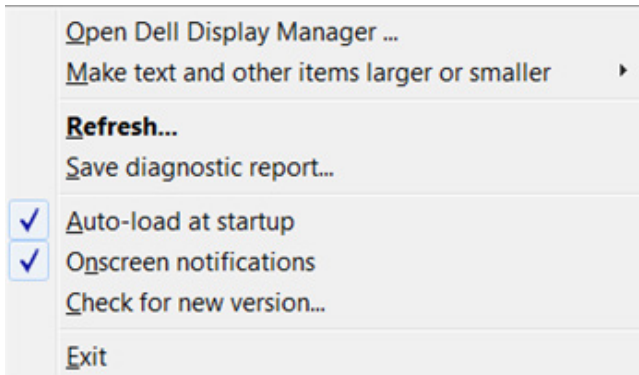 Open Dell Display Manager ...
Make text and other items larger or smaller
Refresh...
Save diagnostic report...
Auto-load at startup
Onscreen notifications
Check for new version...
Exit